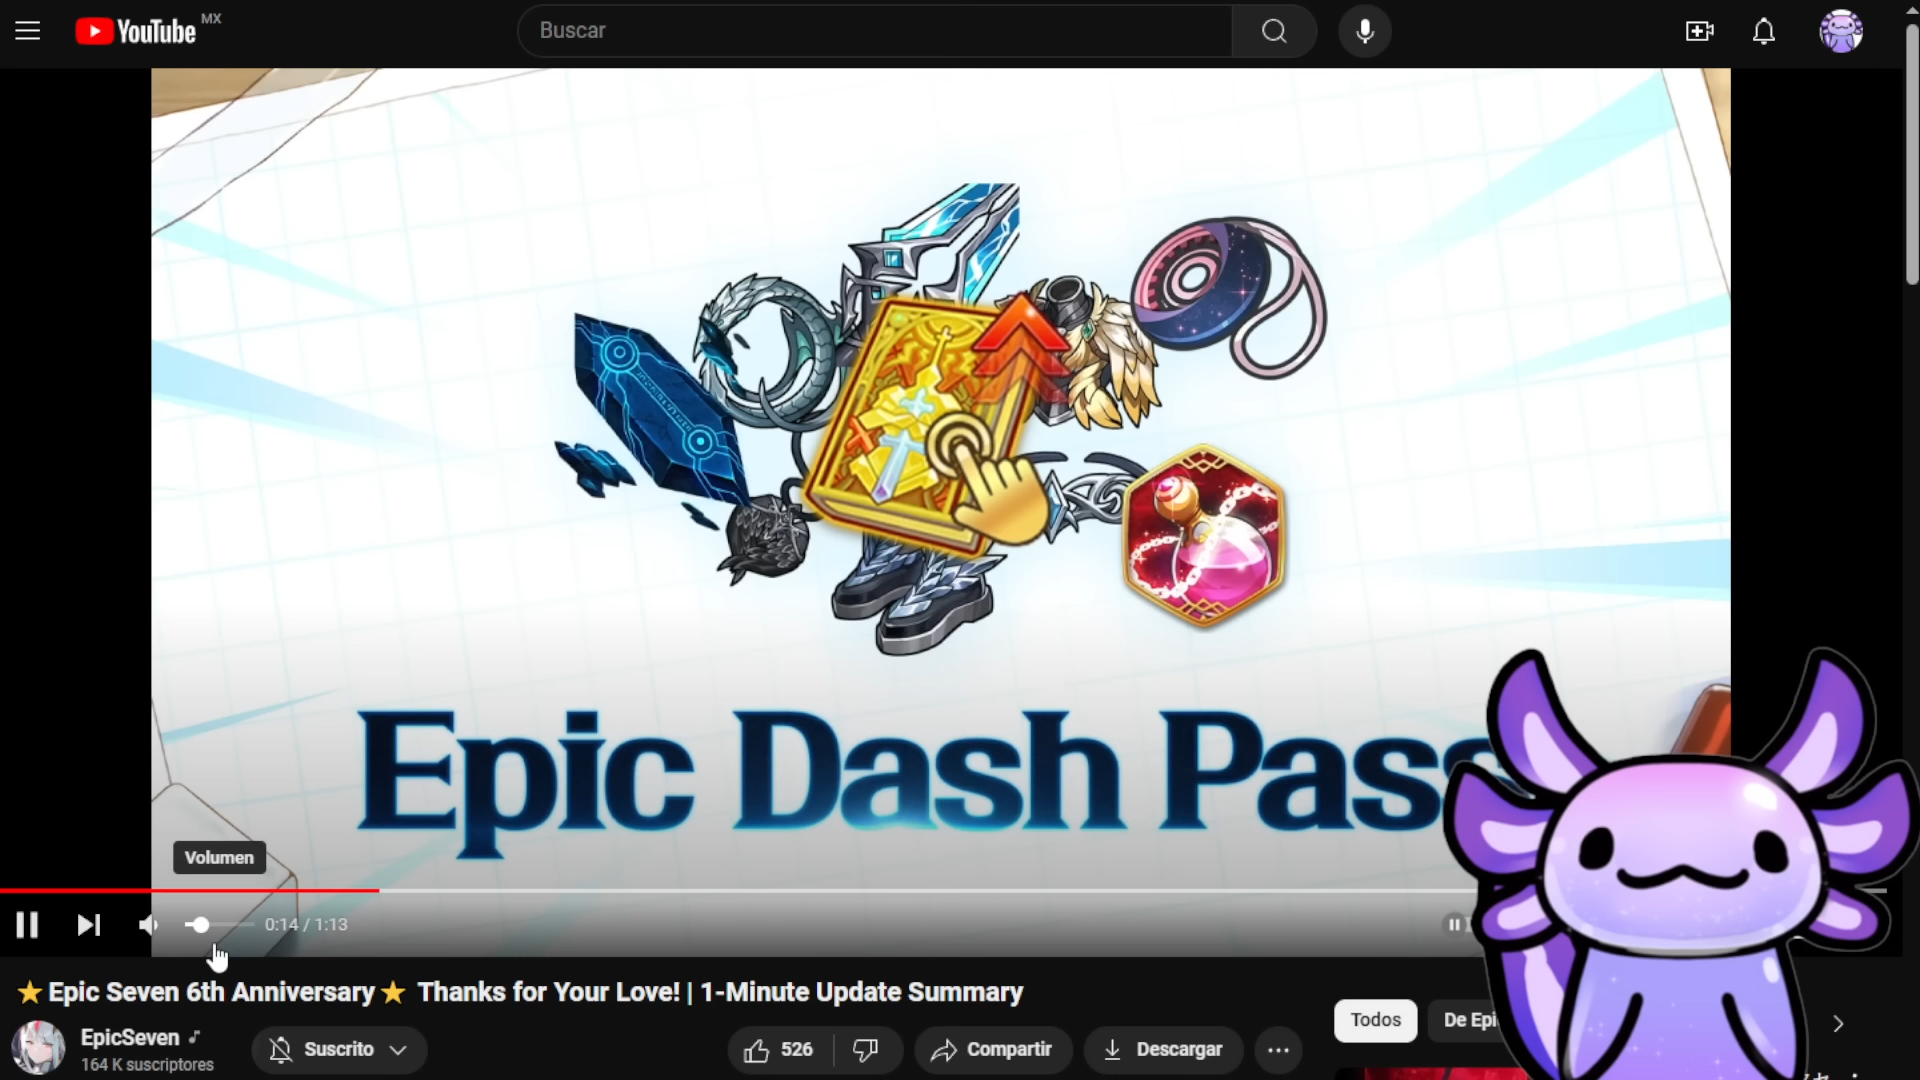 YouTube MX
Buscar
Epic Dash Pass
Volumen
0:14 / 1:13
⭐Epic Seven 6th Anniversary⭐ Thanks for Your Love! | 1-Minute Update Summary
EpicSeven
164 K suscriptores
Suscrito
526
Compartir
Descargar
Todos
De Epi